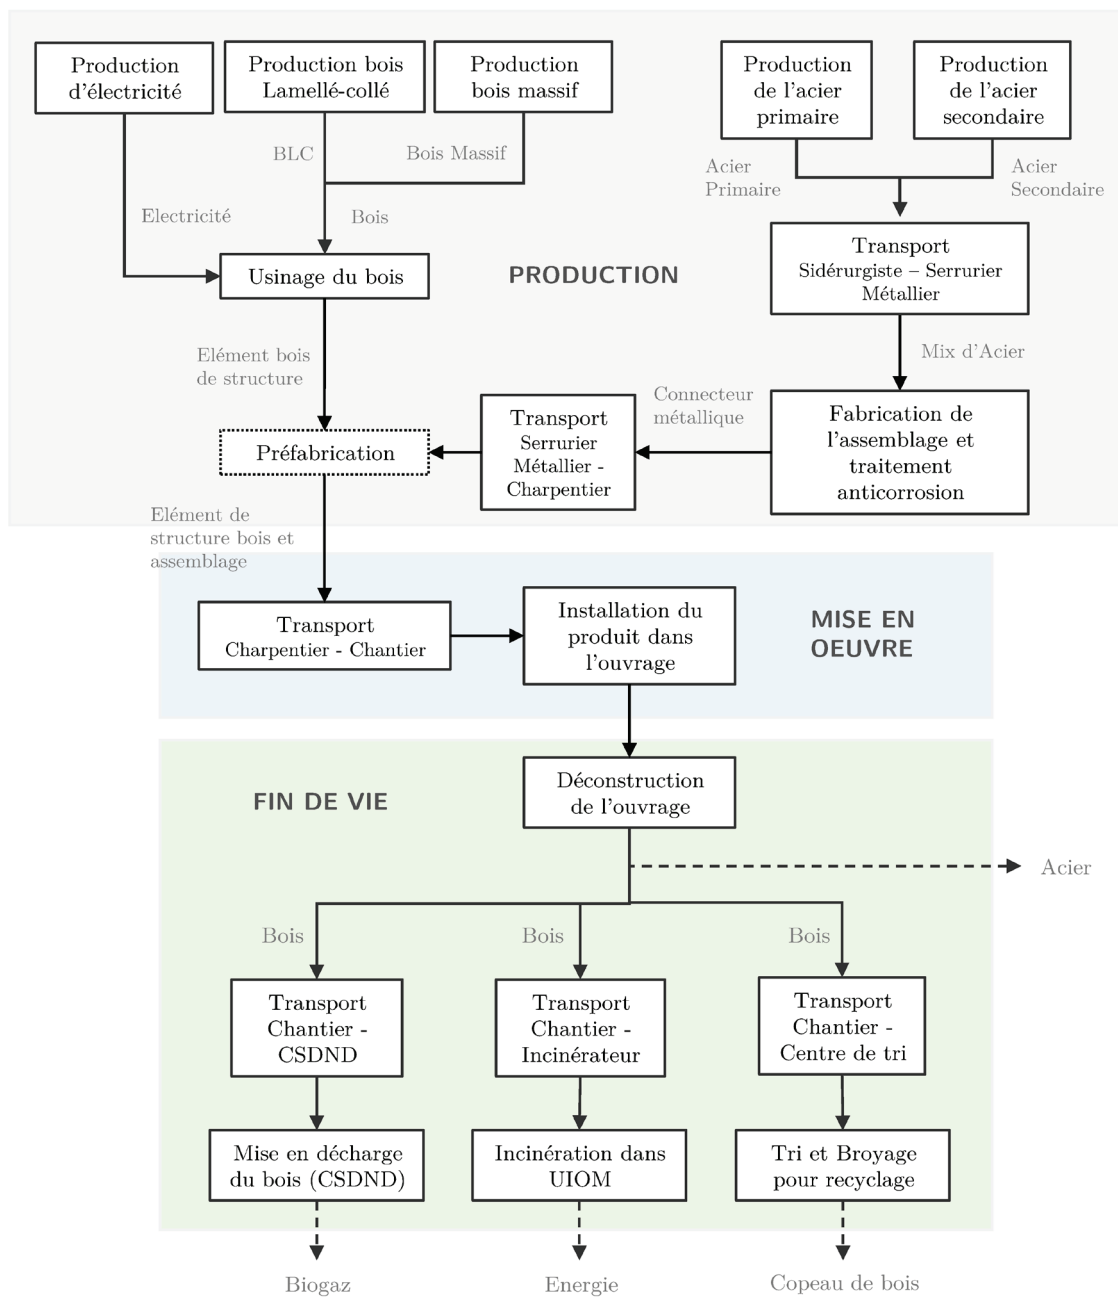 Production
d'électricité
Production bois
Lamellé-collé
Production
bois massif
Production
de l'acier
primaire
Production
de l'acier
secondaire
BLC
Bois Massif
Acier
Primaire
Acier
Secondaire
Electricité
Bois
Usinage du bois
PRODUCTION
Transport
Sidérurgiste – Serrurier
Métallier
Elément bois
de structure
Mix d'Acier
Connecteur
métallique
Préfabrication
Transport
Serrurier
Métallier -
Charpentier
Fabrication de
l'assemblage et
traitement
anticorrosion
Elément de
structure bois et
assemblage
Transport
Charpentier - Chantier
Installation du
produit dans
l'ouvrage
MISE EN
OEUVRE
FIN DE VIE
Déconstruction
de l'ouvrage
Acier
Bois
Bois
Bois
Transport
Chantier -
CSDND
Transport
Chantier -
Incinérateur
Transport
Chantier -
Centre de tri
Mise en décharge
du bois (CSDND)
Incinération dans
UIOM
Tri et Broyage
pour recyclage
Biogaz
Energie
Copeau de bois